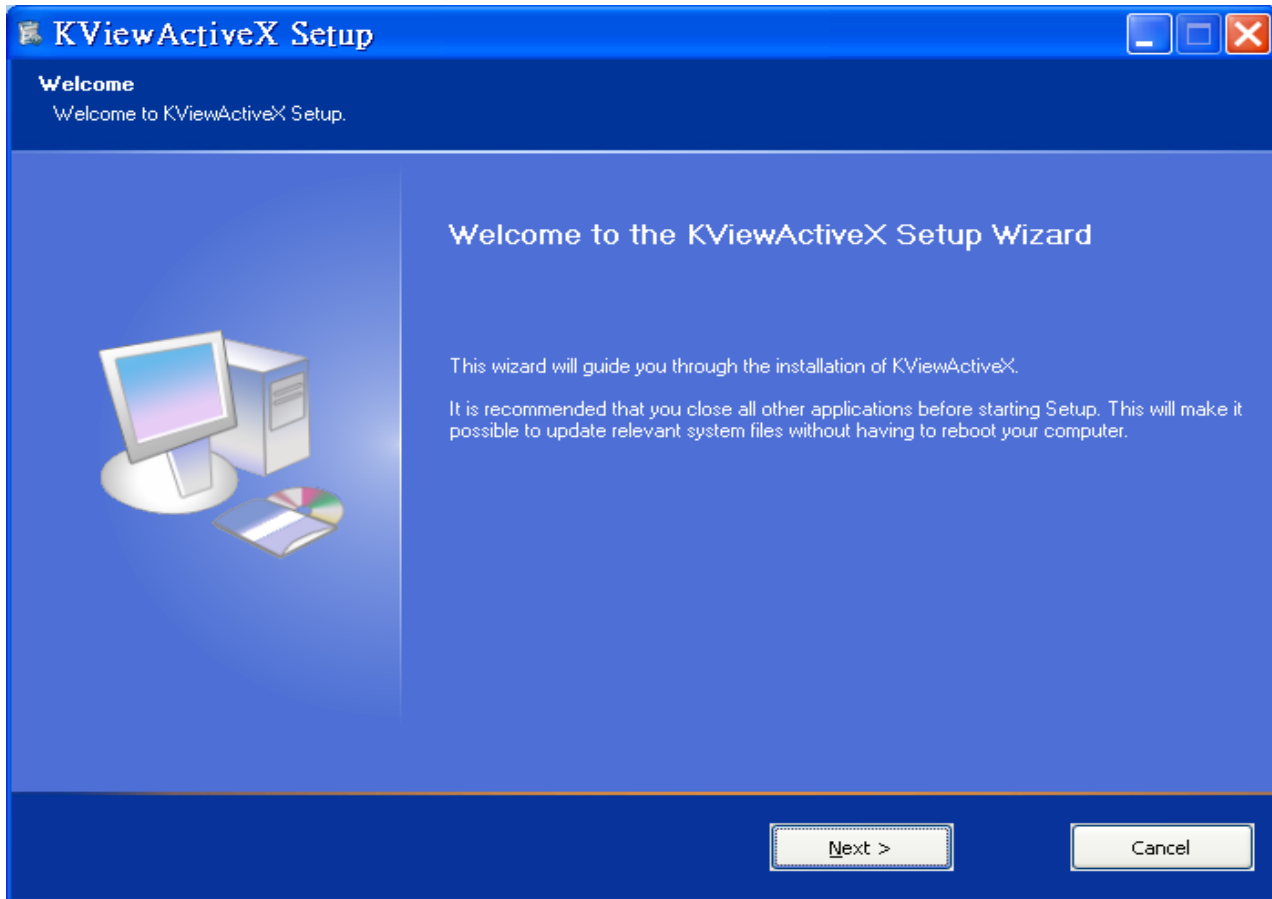 KViewActiveX Setup
Welcome
Welcome to KViewActiveX Setup.
Welcome to the KViewActiveX Setup Wizard
This wizard will guide you through the installation of KViewActiveX.
It is recommended that you close all other applications before starting Setup. This will make it
possible to update relevant system files without having to reboot your computer.
Next >
Cancel